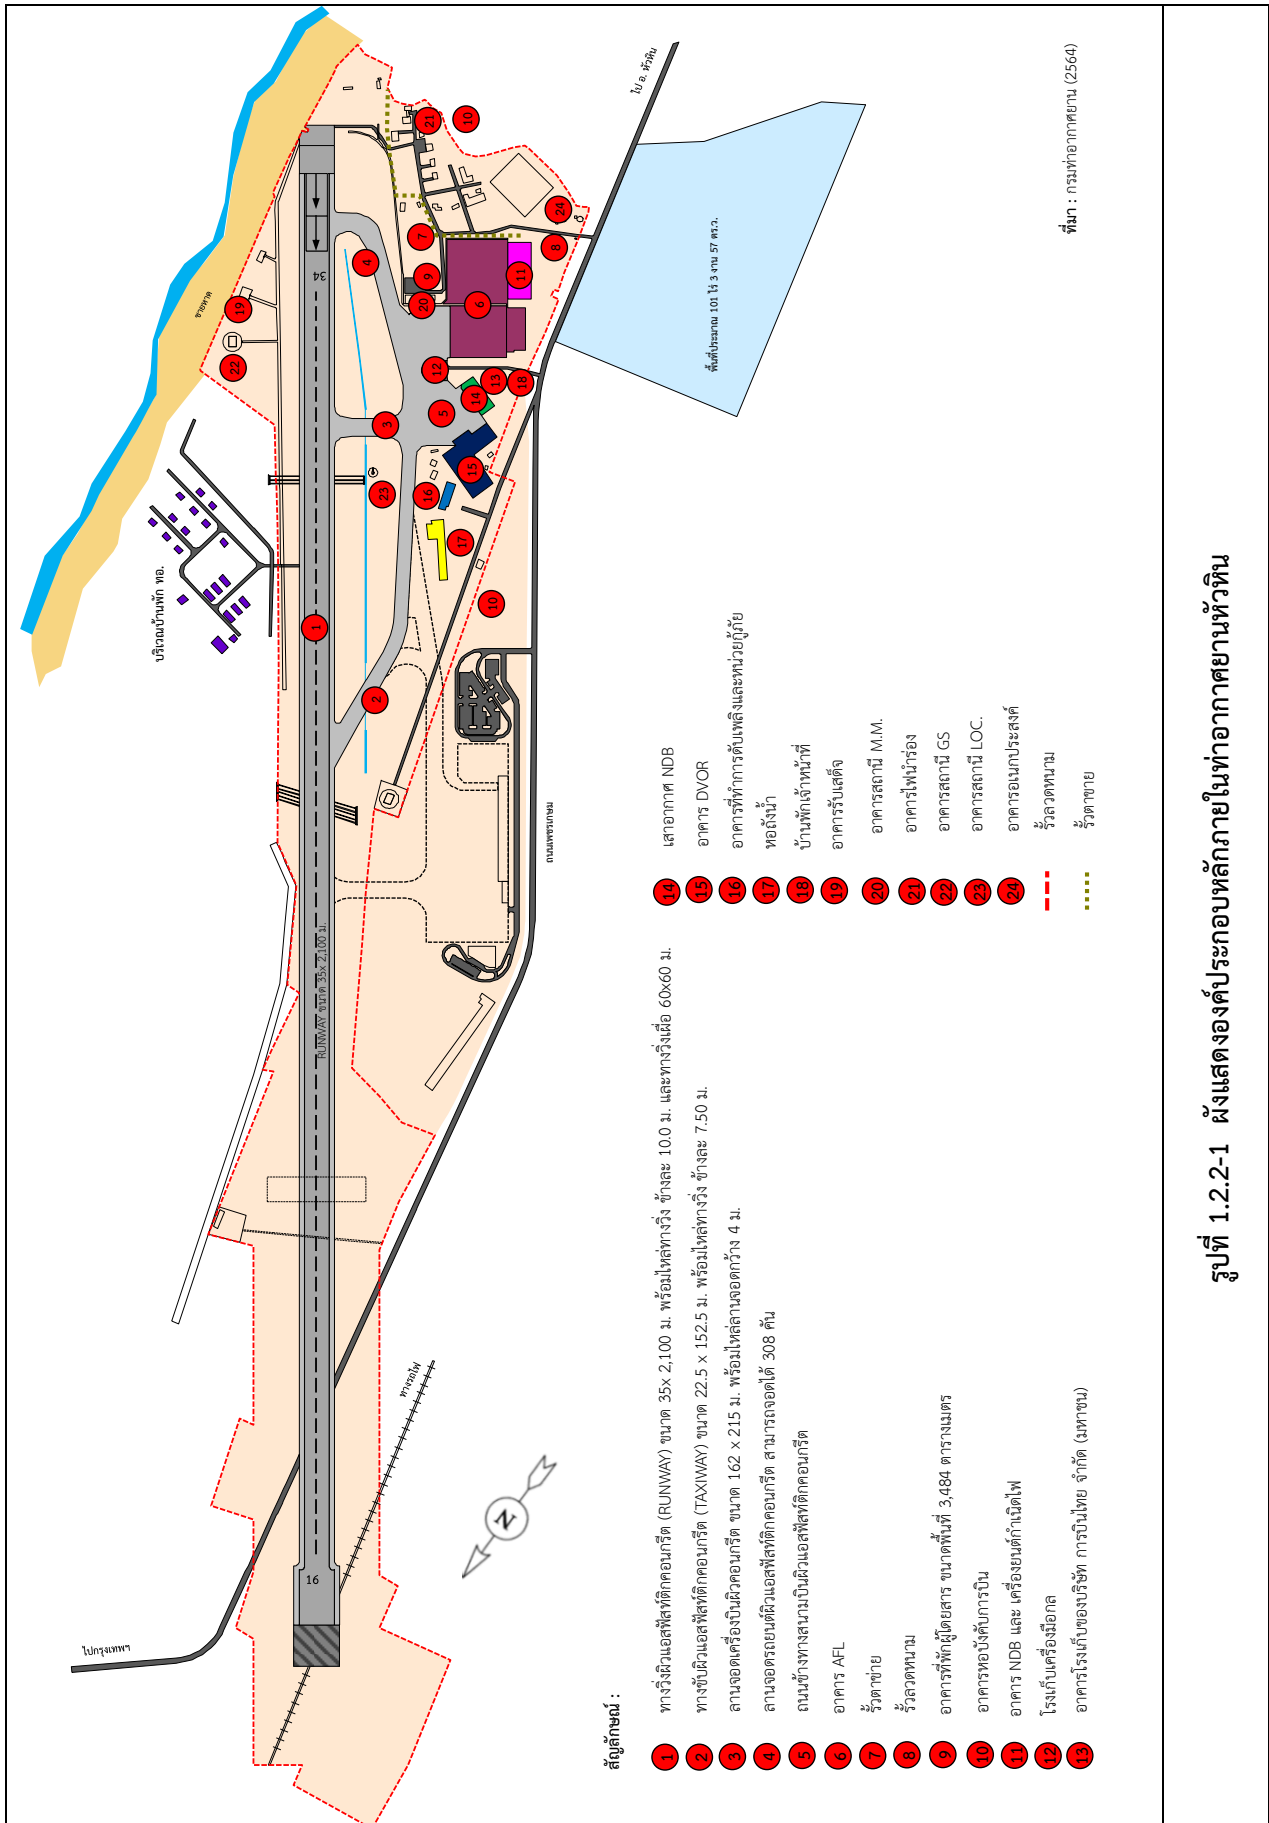 ไป อ. หัวหิน
ชายหาด
34
พื้นที่ประมาณ 101 ไร่ 3 งาน 57 ตร.ว.
บริเวณบ้านพัก ทอ.
ถนนเพชรเกษม
RUNWAY ขนาด 35x 2,100 ม.
ทางรถไฟ
16
ไปกรุงเทพฯ
N
1
2
3
4
5
6
7
8
9
10
10
11
12
13
14
15
16
17
18
19
20
21
22
23
24
สัญลักษณ์ :
1 ทางวิ่งผิวแอสฟัลท์ติกคอนกรีต (RUNWAY) ขนาด 35x 2,100 ม. พร้อมไหล่ทางวิ่ง ข้างละ 10.0 ม. และทางวิ่งเผื่อ 60x60 ม.
2 ทางขับผิวแอสฟัลท์ติกคอนกรีต (TAXIWAY) ขนาด 22.5 x 152.5 ม. พร้อมไหล่ทางวิ่ง ข้างละ 7.50 ม.
3 ลานจอดเครื่องบินผิวคอนกรีต ขนาด 162 x 215 ม. พร้อมไหล่ลานจอดกว้าง 4 ม.
4 ลานจอดรถยนต์ผิวแอสฟัลท์ติกคอนกรีต สามารถจอดได้ 308 คัน
5 ถนนข้างทางสนามบินผิวแอสฟัลท์ติกคอนกรีต
6 อาคาร AFL
7 รั้วตาข่าย
8 รั้วลวดหนาม
9 อาคารที่พักผู้โดยสาร ขนาดพื้นที่ 3,484 ตารางเมตร
10 อาคารหอบังคับการบิน
11 อาคาร NDB และ เครื่องยนต์กำเนิดไฟ
12 โรงเก็บเครื่องมือกล
13 อาคารโรงเก็บของบริษัท การบินไทย จำกัด (มหาชน)
14 เสาอากาศ NDB
15 อาคาร DVOR
16 อาคารที่ทำการดับเพลิงและหน่วยกู้ภัย
17 หอถังน้ำ
18 บ้านพักเจ้าหน้าที่
19 อาคารรับเสด็จ
20 อาคารสถานี M.M.
21 อาคารไฟนำร่อง
22 อาคารสถานี GS
23 อาคารสถานี LOC.
24 อาคารอเนกประสงค์
รั้วลวดหนาม
รั้วตาขาย
ที่มา : กรมท่าอากาศยาน (2564)
รูปที่ 1.2.2-1 ผังแสดงองค์ประกอบหลักภายในท่าอากาศยานหัวหิน